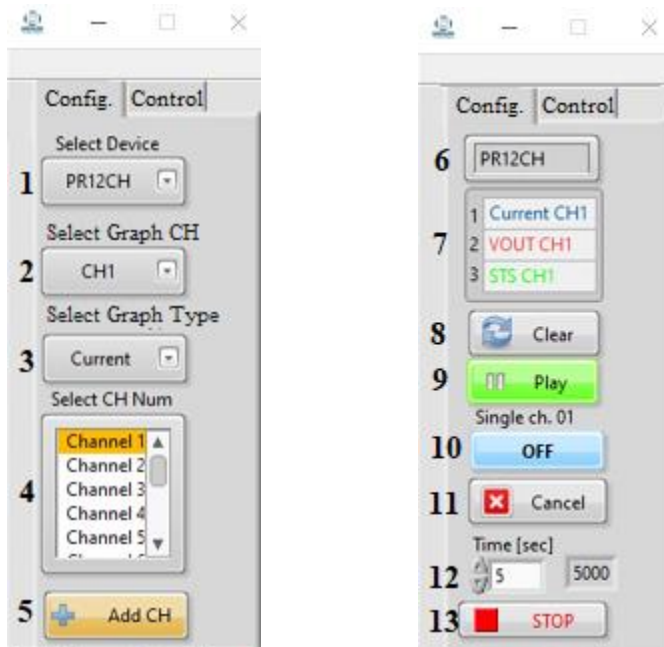 Config. Control
Select Device
1 PR12CH
Select Graph CH
2 CH1
Select Graph Type
3 Current
Select CH Num
Channel 1
Channel 2
Channel 3
4 Channel 4
Channel 5
5 Add CH
Config. Control
6 PR12CH
1 Current CH1
7 2 VOUT CH1
3 STS CH1
8 Clear
9 Play
Single ch. 01
10 OFF
11 Cancel
Time [sec]
12 5 5000
13 STOP